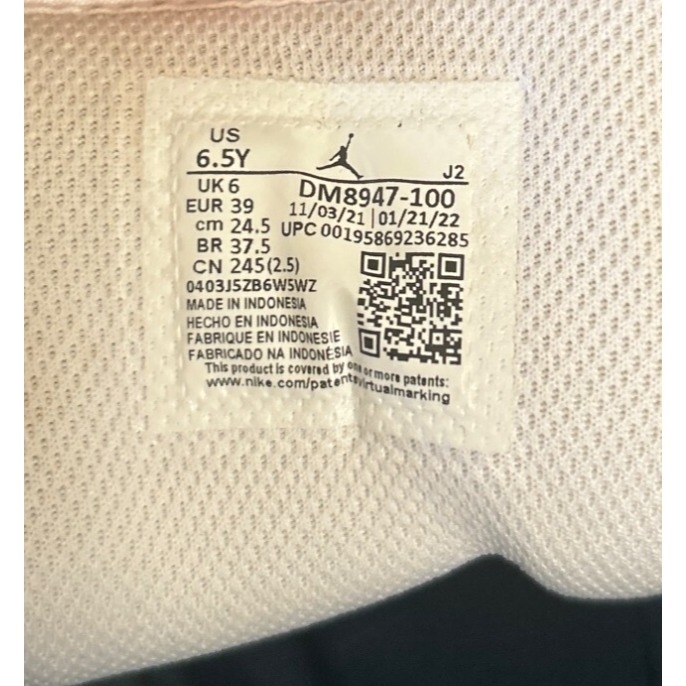 US
6.5Y
J2
UK 6
DM8947-100
EUR 39
11/03/21 | 01/21/22
cm 24.5
UPC 00195869236285
BR 37.5
CN 245(2.5)
0403J5ZB6W5WZ
MADE IN INDONESIA
HECHO EN INDONESIA
FABRIQUE EN INDONESIE
FABRICADO NA INDONÉSIA
This product is covered by one or more patents:
www.nike.com/patentsvirtualmarking